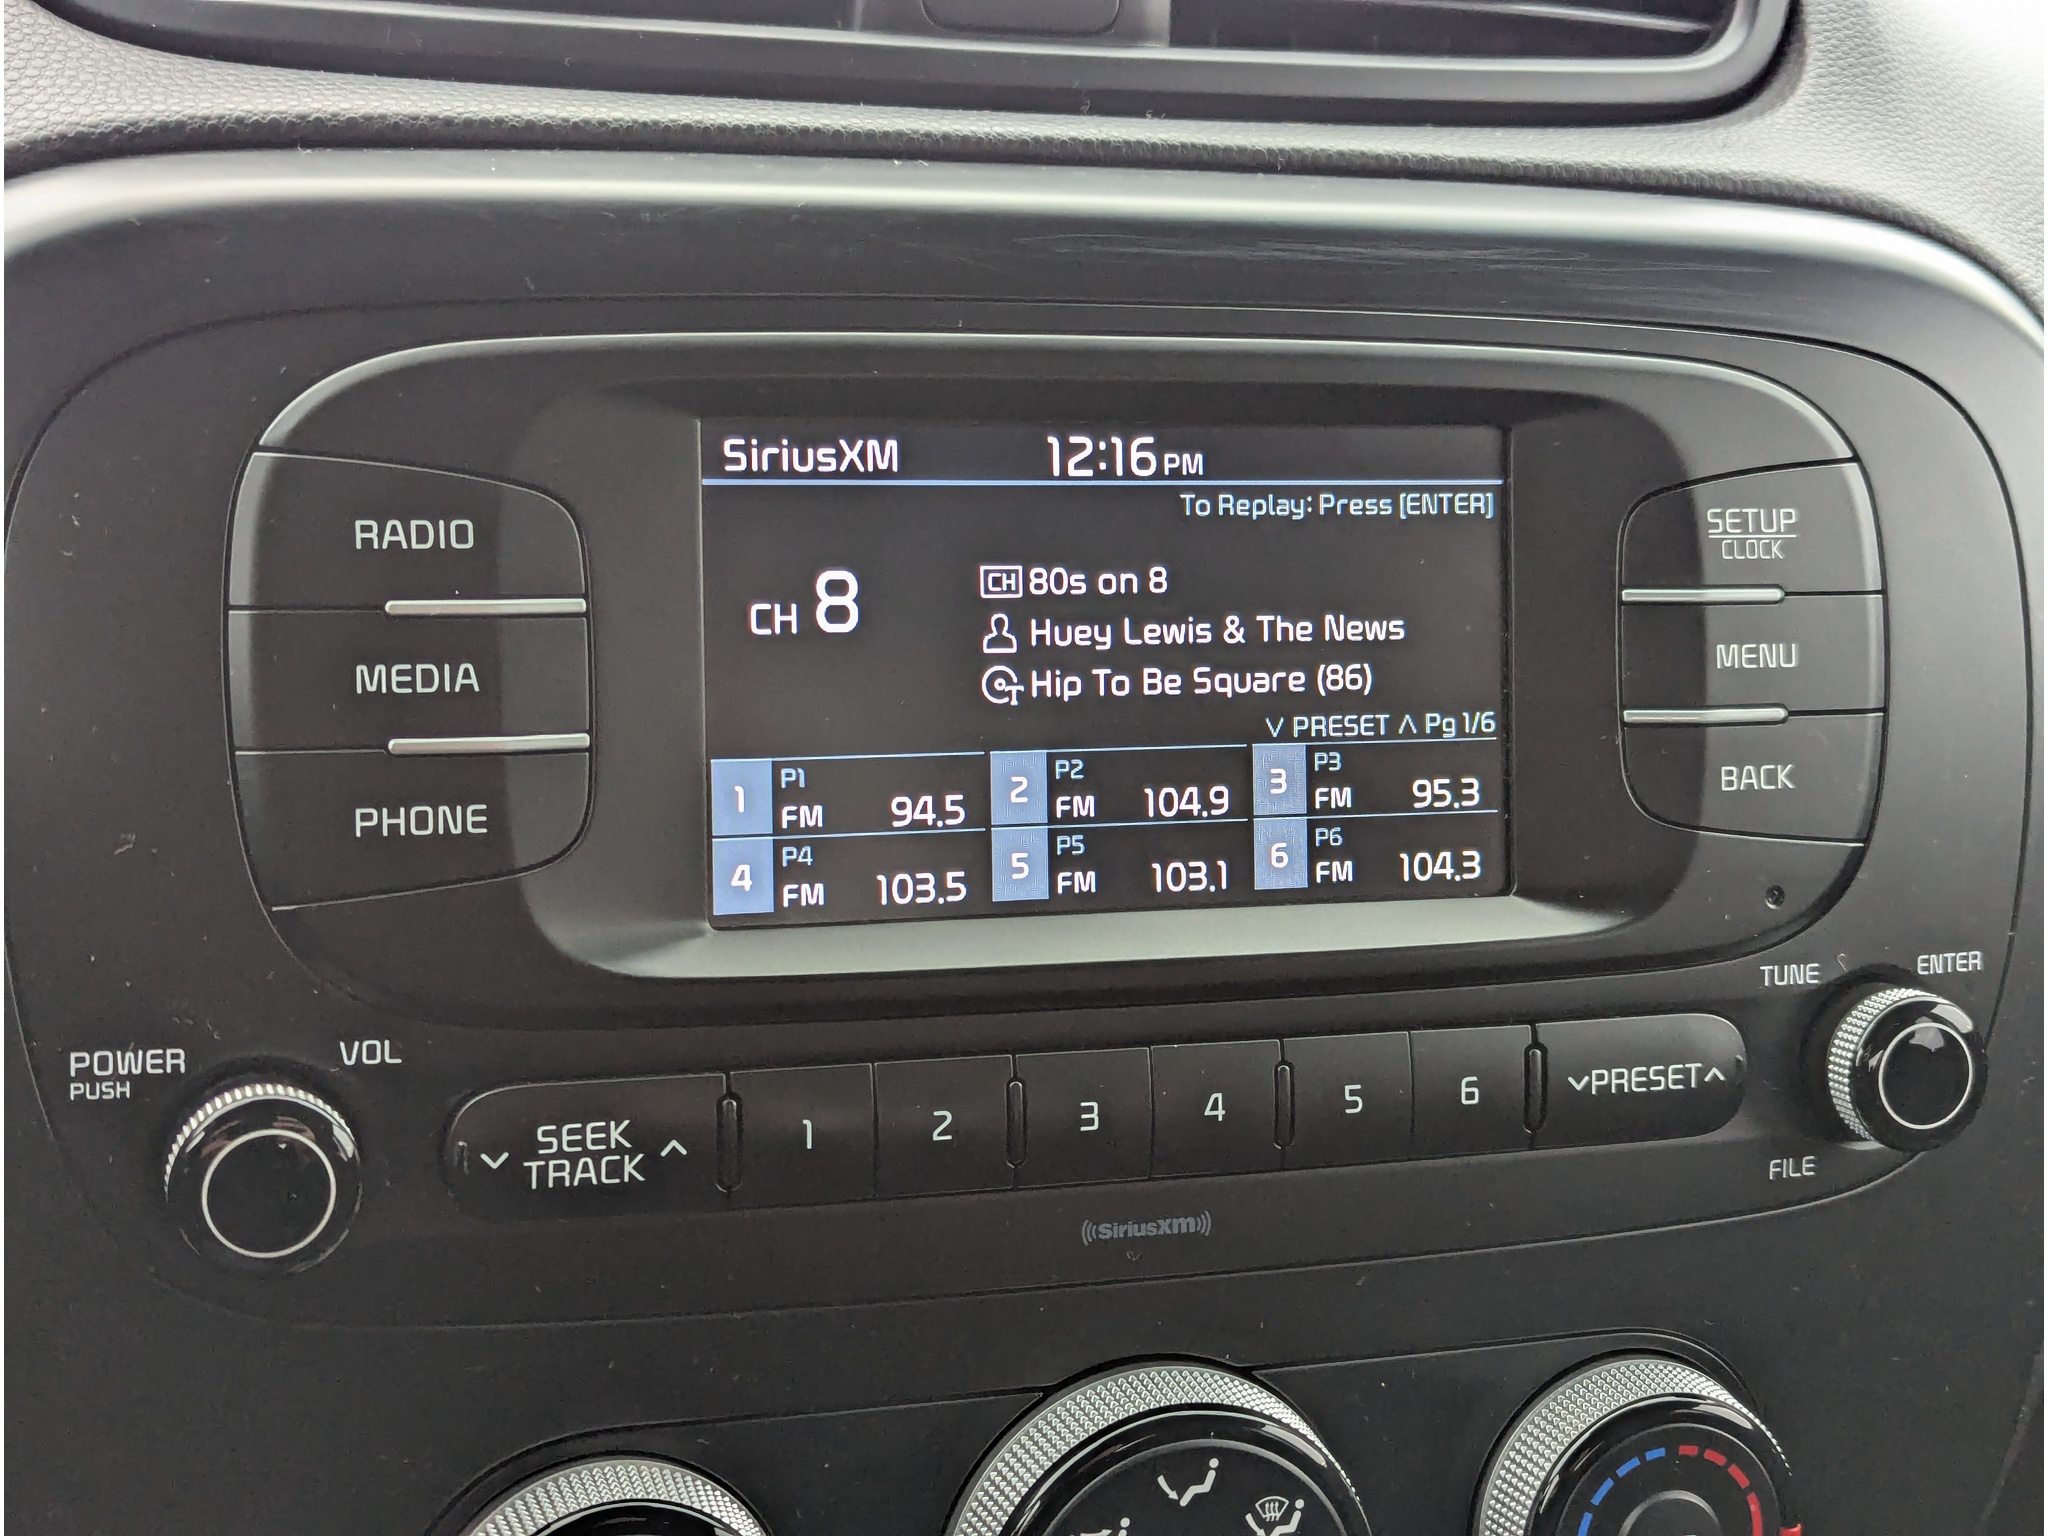 SiriusXM 12:16 PM
To Replay: Press [ENTER]
CH 8
CH 80s on 8
Huey Lewis & The News
Hip To Be Square (86)
∨ PRESET ∧ Pg 1/6
1 P1 FM 94.5
2 P2 FM 104.9
3 P3 FM 95.3
4 P4 FM 103.5
5 P5 FM 103.1
6 P6 FM 104.3
RADIO
MEDIA
PHONE
SETUP
CLOCK
MENU
BACK
POWER
PUSH
VOL
∨ SEEK ∧
TRACK
1 2 3 4 5 6
∨PRESET∧
TUNE
ENTER
FILE
((SiriusXM))